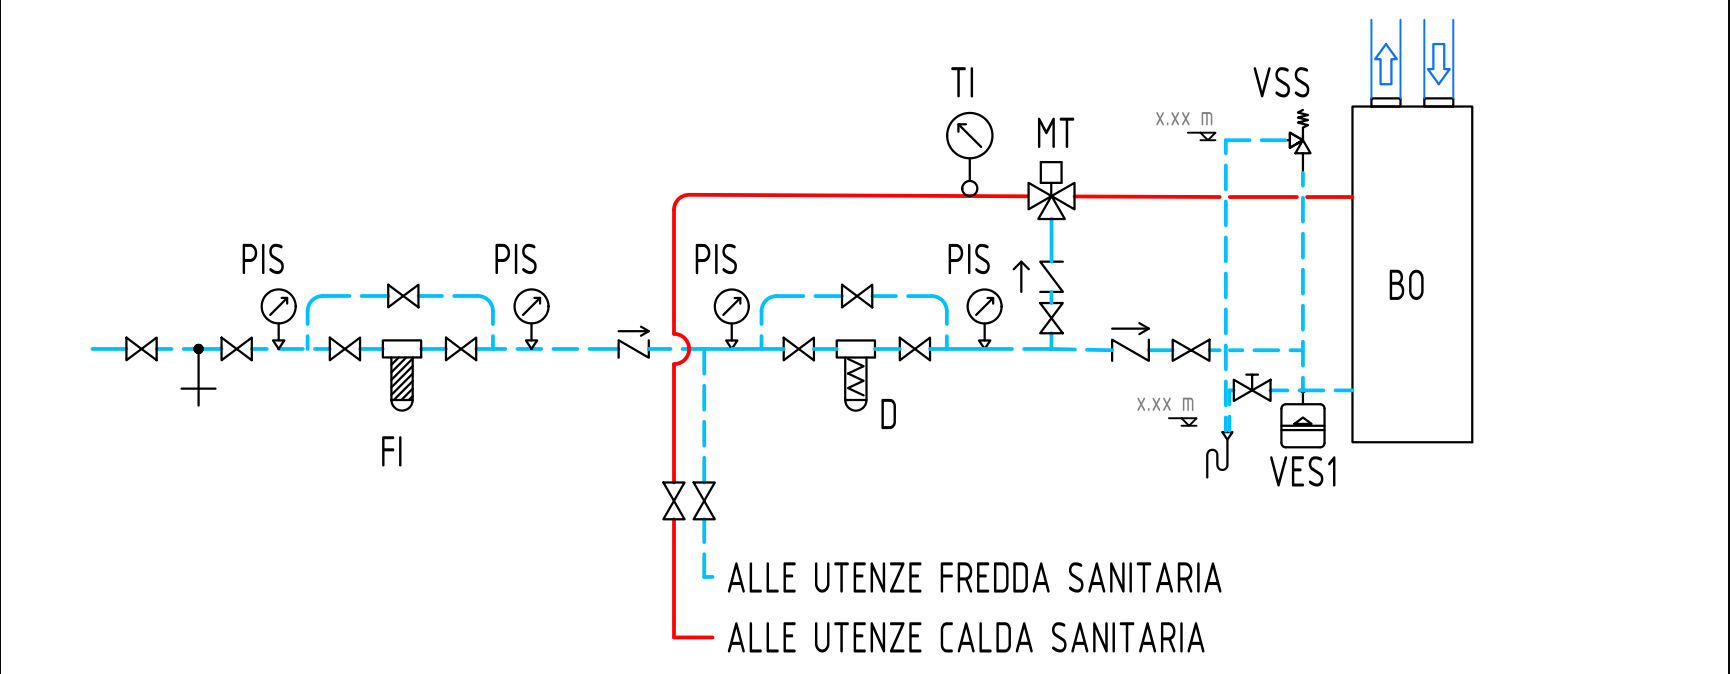 TI
VSS
x.xx m
MT
PIS
PIS
PIS
PIS
BO
x.xx m
D
FI
VES1
ALLE UTENZE FREDDA SANITARIA
ALLE UTENZE CALDA SANITARIA